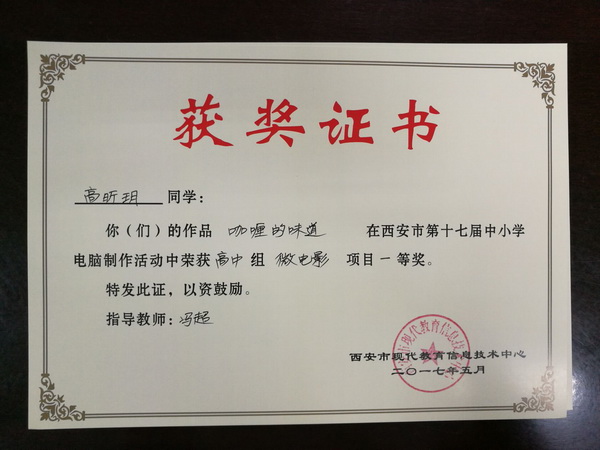 获奖证书
高昕玥 同学：
你（们）的作品 咖喱的味道 在西安市第十七届中小学
电脑制作活动中荣获 高中 组 微电影 项目一等奖。
特发此证，以资鼓励。
指导教师：冯超
西安市现代教育信息技术中心
二〇一七年五月